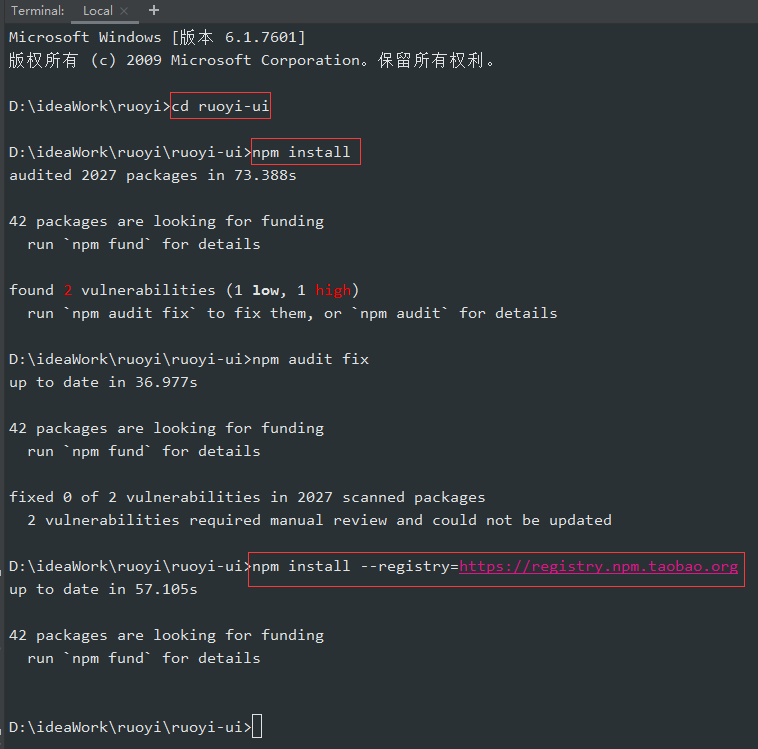 Terminal: Local × +
Microsoft Windows [版本 6.1.7601]
版权所有 (c) 2009 Microsoft Corporation。保留所有权利。
D:\ideaWork\ruoyi>cd ruoyi-ui
D:\ideaWork\ruoyi\ruoyi-ui>npm install
audited 2027 packages in 73.388s
42 packages are looking for funding
  run `npm fund` for details
found 2 vulnerabilities (1 low, 1 high)
  run `npm audit fix` to fix them, or `npm audit` for details
D:\ideaWork\ruoyi\ruoyi-ui>npm audit fix
up to date in 36.977s
42 packages are looking for funding
  run `npm fund` for details
fixed 0 of 2 vulnerabilities in 2027 scanned packages
  2 vulnerabilities required manual review and could not be updated
D:\ideaWork\ruoyi\ruoyi-ui>npm install --registry=https://registry.npm.taobao.org
up to date in 57.105s
42 packages are looking for funding
  run `npm fund` for details
D:\ideaWork\ruoyi\ruoyi-ui>